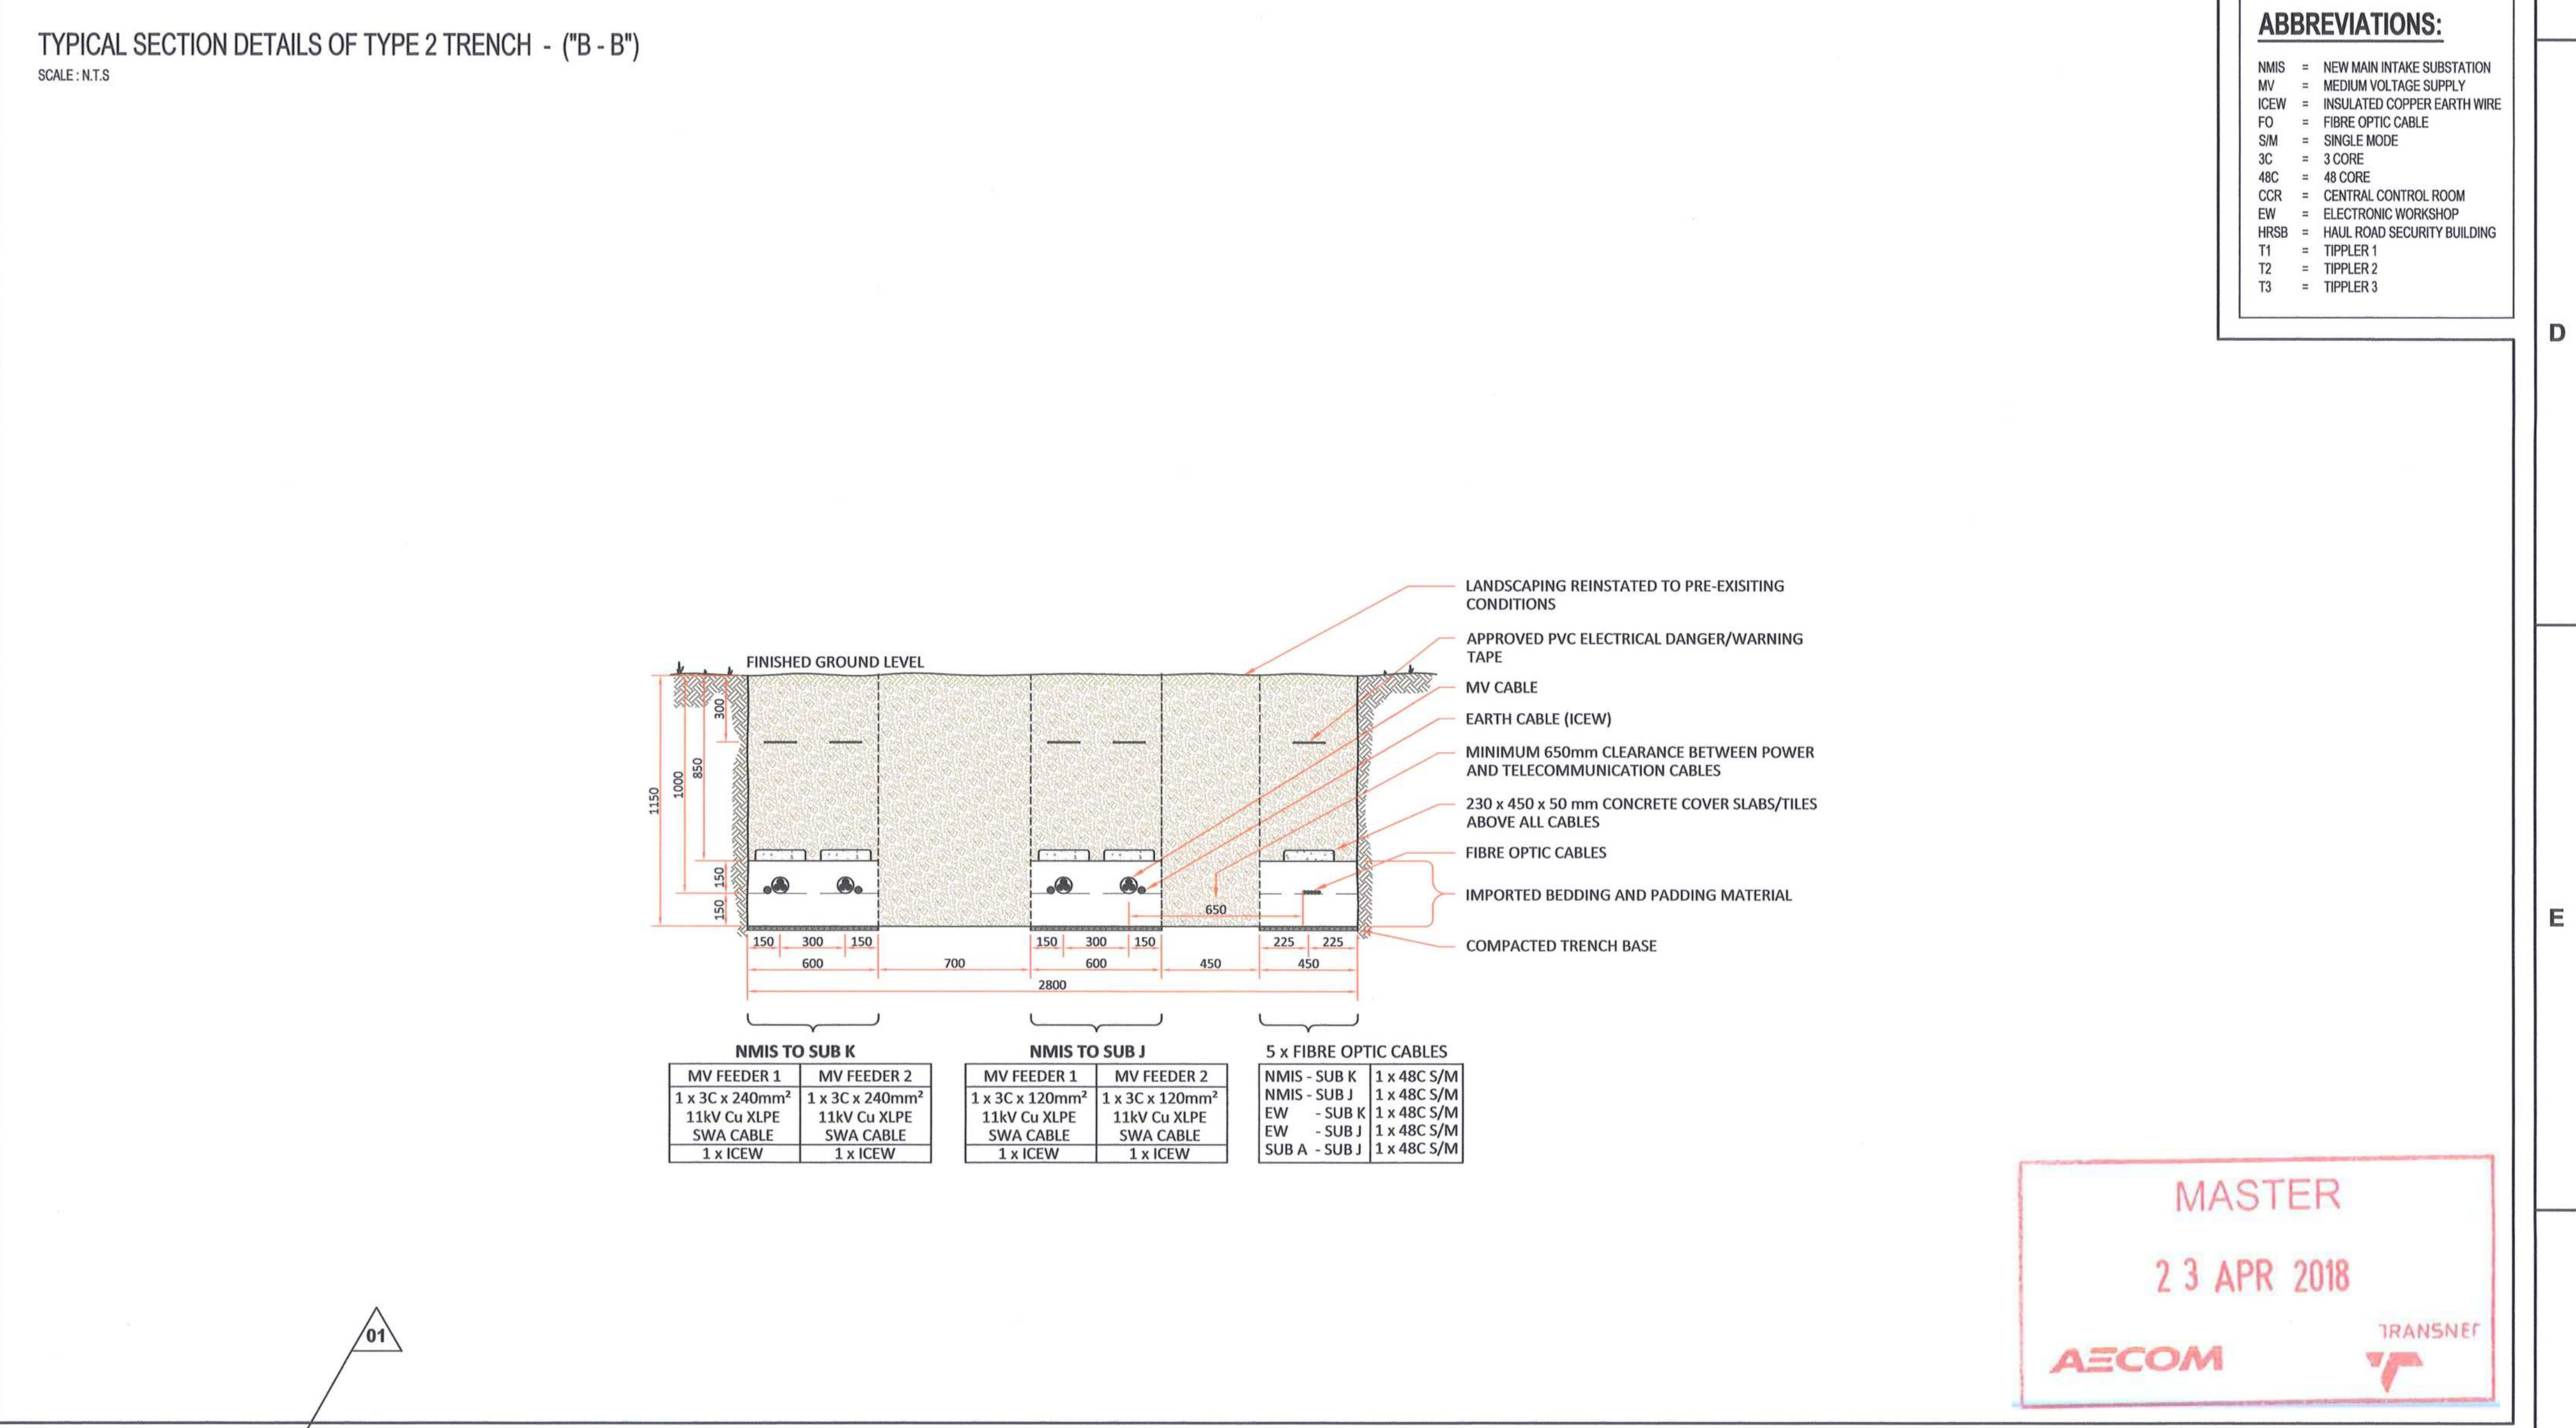 TYPICAL SECTION DETAILS OF TYPE 2 TRENCH - ("B - B")
SCALE : N.T.S
ABBREVIATIONS:
NMIS = NEW MAIN INTAKE SUBSTATION
MV = MEDIUM VOLTAGE SUPPLY
ICEW = INSULATED COPPER EARTH WIRE
FO = FIBRE OPTIC CABLE
S/M = SINGLE MODE
3C = 3 CORE
48C = 48 CORE
CCR = CENTRAL CONTROL ROOM
EW = ELECTRONIC WORKSHOP
HRSB = HAUL ROAD SECURITY BUILDING
T1 = TIPPLER 1
T2 = TIPPLER 2
T3 = TIPPLER 3
D
E
FINISHED GROUND LEVEL
LANDSCAPING REINSTATED TO PRE-EXISITING
CONDITIONS
APPROVED PVC ELECTRICAL DANGER/WARNING
TAPE
MV CABLE
EARTH CABLE (ICEW)
MINIMUM 650mm CLEARANCE BETWEEN POWER
AND TELECOMMUNICATION CABLES
230 x 450 x 50 mm CONCRETE COVER SLABS/TILES
ABOVE ALL CABLES
FIBRE OPTIC CABLES
IMPORTED BEDDING AND PADDING MATERIAL
COMPACTED TRENCH BASE
1150
1000
850
300
150
150
650
150 300 150 150 300 150 225 225
600 700 600 450 450
2800
NMIS TO SUB K
MV FEEDER 1 MV FEEDER 2
1 x 3C x 240mm² 1 x 3C x 240mm²
11kV Cu XLPE 11kV Cu XLPE
SWA CABLE SWA CABLE
1 x ICEW 1 x ICEW
NMIS TO SUB J
MV FEEDER 1 MV FEEDER 2
1 x 3C x 120mm² 1 x 3C x 120mm²
11kV Cu XLPE 11kV Cu XLPE
SWA CABLE SWA CABLE
1 x ICEW 1 x ICEW
5 x FIBRE OPTIC CABLES
NMIS - SUB K 1 x 48C S/M
NMIS - SUB J 1 x 48C S/M
EW - SUB K 1 x 48C S/M
EW - SUB J 1 x 48C S/M
SUB A - SUB J 1 x 48C S/M
01
MASTER
23 APR 2018
TRANSNET
AECOM